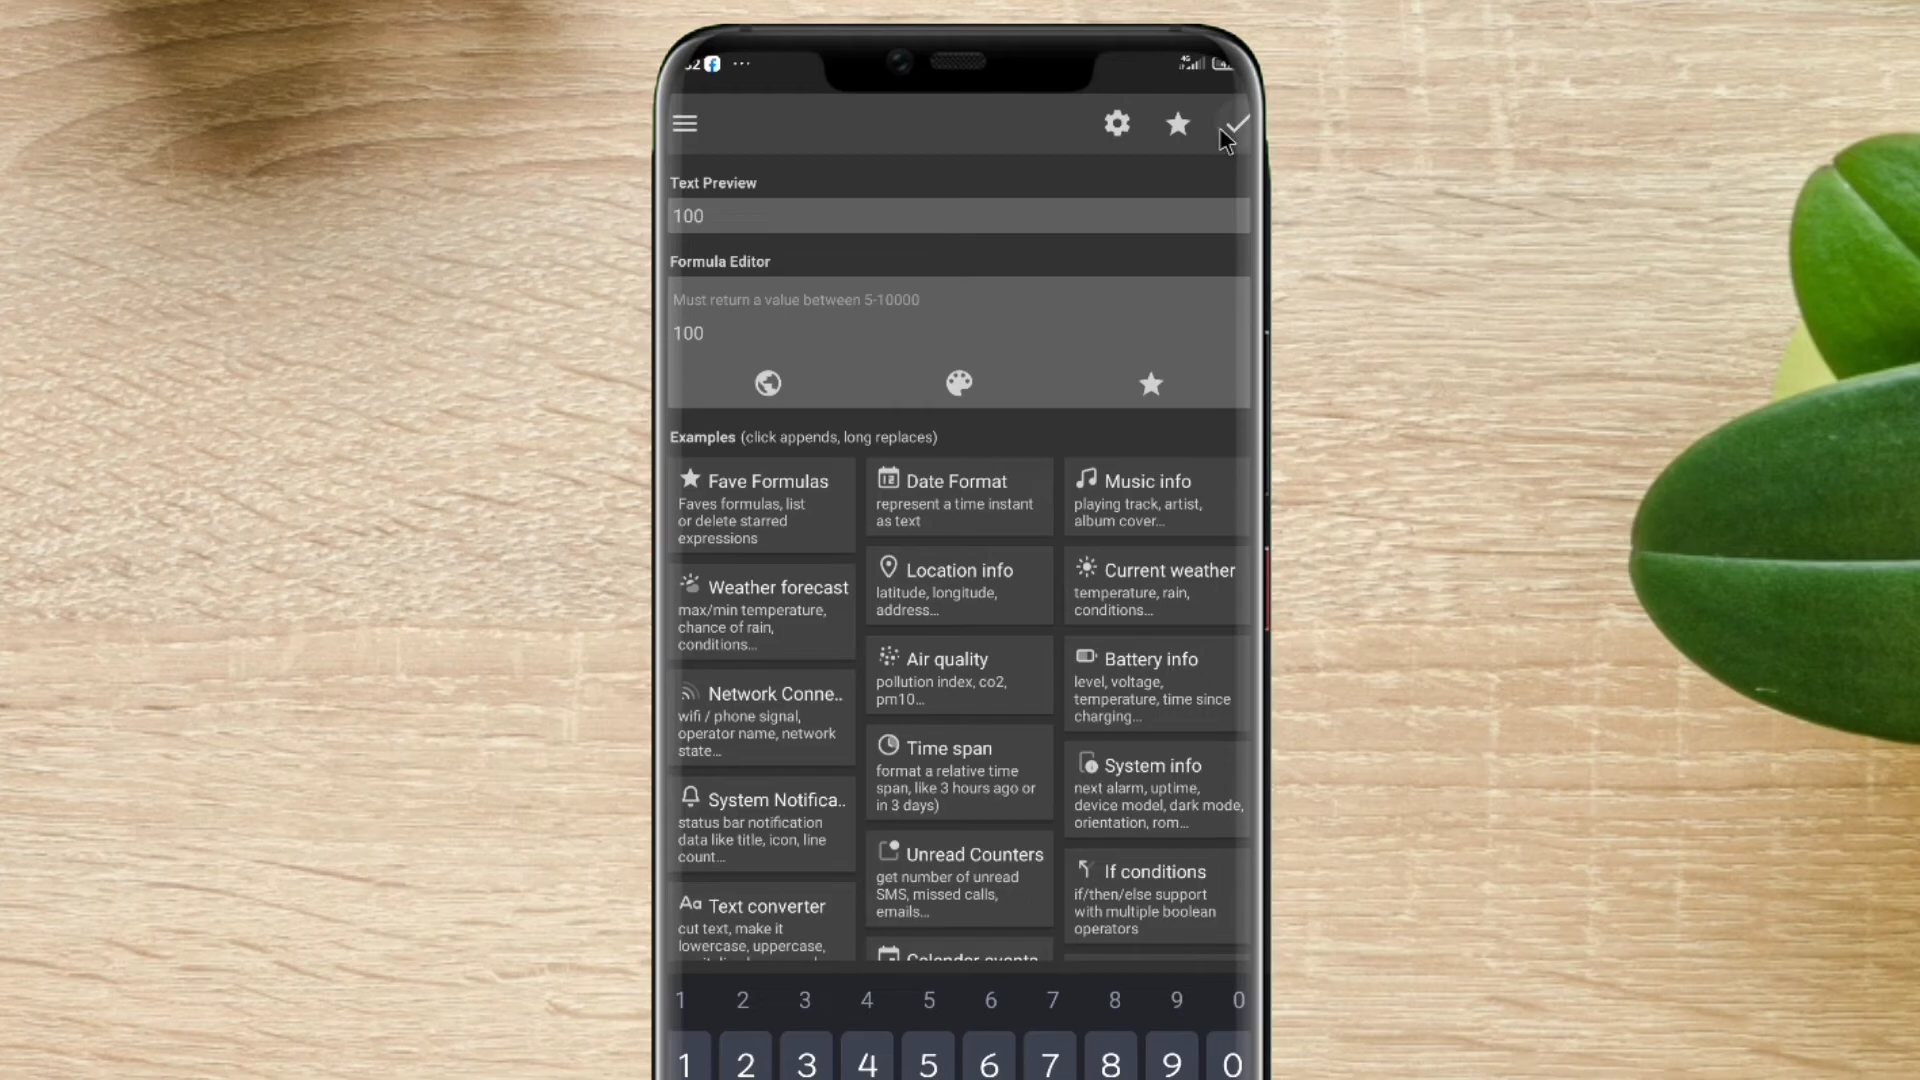 4G
Text Preview
100
Formula Editor
Must return a value between 5-10000
100
Examples (click appends, long replaces)
Fave Formulas
Faves formulas, list
or delete starred
expressions
Weather forecast
max/min temperature,
chance of rain,
conditions...
Network Conne..
wifi / phone signal,
operator name, network
state...
System Notifica..
status bar notification
data like title, icon, line
count...
Aa Text converter
cut text, make it
lowercase, uppercase,
12 Date Format
represent a time instant
as text
Location info
latitude, longitude,
address...
Air quality
pollution index, co2,
pm10...
Time span
format a relative time
span, like 3 hours ago or
in 3 days)
Unread Counters
get number of unread
SMS, missed calls,
emails...
Calendar events
Music info
playing track, artist,
album cover...
Current weather
temperature, rain,
conditions...
Battery info
level, voltage,
temperature, time since
charging...
System info
next alarm, uptime,
device model, dark mode,
orientation, rom...
If conditions
if/then/else support
with multiple boolean
operators
1 2 3 4 5 6 7 8 9 0
1 2 3 4 5 6 7 8 9 0